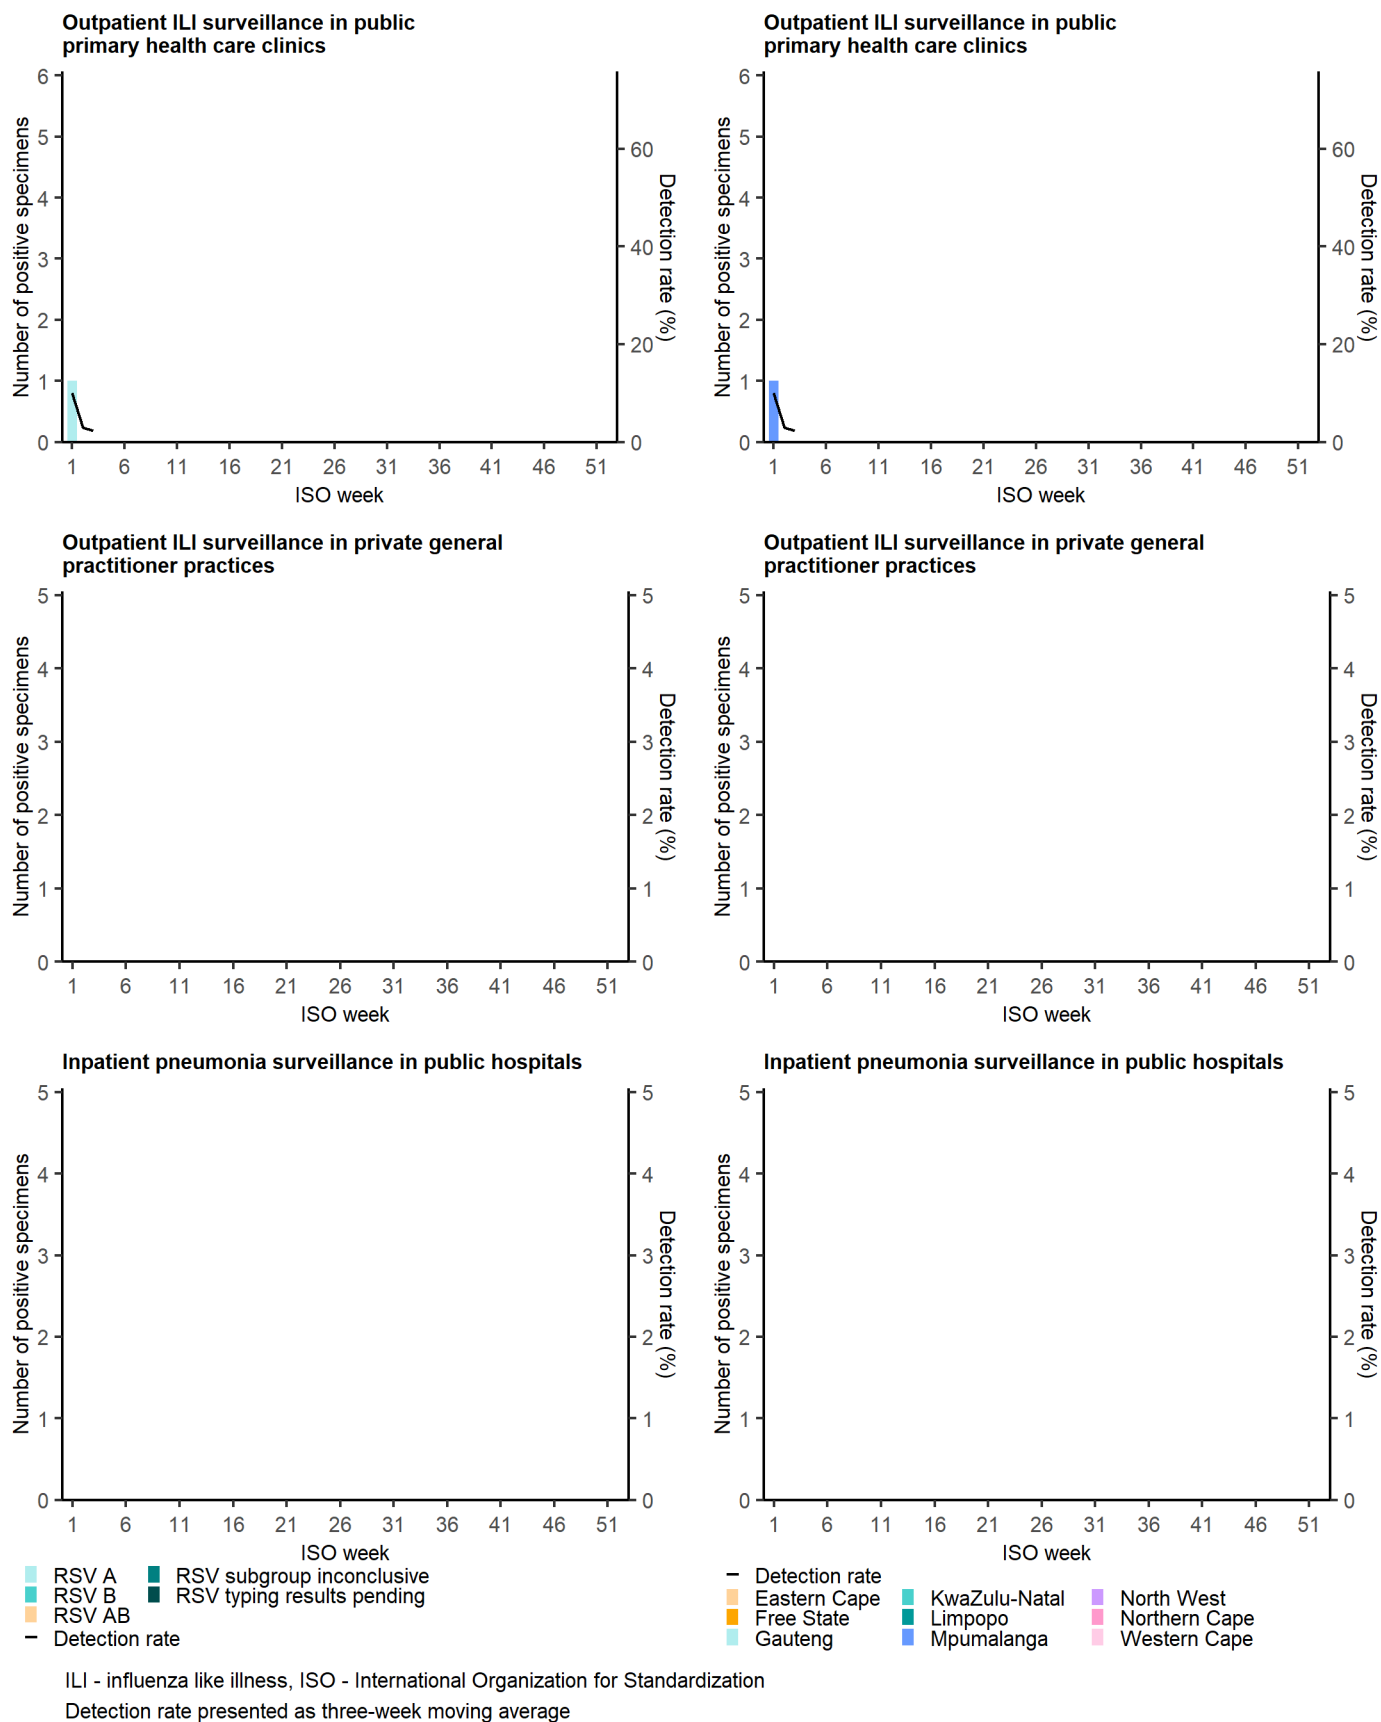 Outpatient ILI surveillance in public
primary health care clinics
Number of positive specimens
6
5
4
3
2
1
0
60
40
20
0
Detection rate (%)
1 6 11 16 21 26 31 36 41 46 51
ISO week
Outpatient ILI surveillance in public
primary health care clinics
Number of positive specimens
6
5
4
3
2
1
0
60
40
20
0
Detection rate (%)
1 6 11 16 21 26 31 36 41 46 51
ISO week
Outpatient ILI surveillance in private general
practitioner practices
Number of positive specimens
5
4
3
2
1
0
5
4
3
2
1
0
Detection rate (%)
1 6 11 16 21 26 31 36 41 46 51
ISO week
Outpatient ILI surveillance in private general
practitioner practices
Number of positive specimens
5
4
3
2
1
0
5
4
3
2
1
0
Detection rate (%)
1 6 11 16 21 26 31 36 41 46 51
ISO week
Inpatient pneumonia surveillance in public hospitals
Number of positive specimens
5
4
3
2
1
0
5
4
3
2
1
0
Detection rate (%)
1 6 11 16 21 26 31 36 41 46 51
ISO week
Inpatient pneumonia surveillance in public hospitals
Number of positive specimens
5
4
3
2
1
0
5
4
3
2
1
0
Detection rate (%)
1 6 11 16 21 26 31 36 41 46 51
ISO week
RSV A RSV subgroup inconclusive
RSV B RSV typing results pending
RSV AB
Detection rate
Detection rate
Eastern Cape KwaZulu-Natal North West
Free State Limpopo Northern Cape
Gauteng Mpumalanga Western Cape
ILI - influenza like illness, ISO - International Organization for Standardization
Detection rate presented as three-week moving average